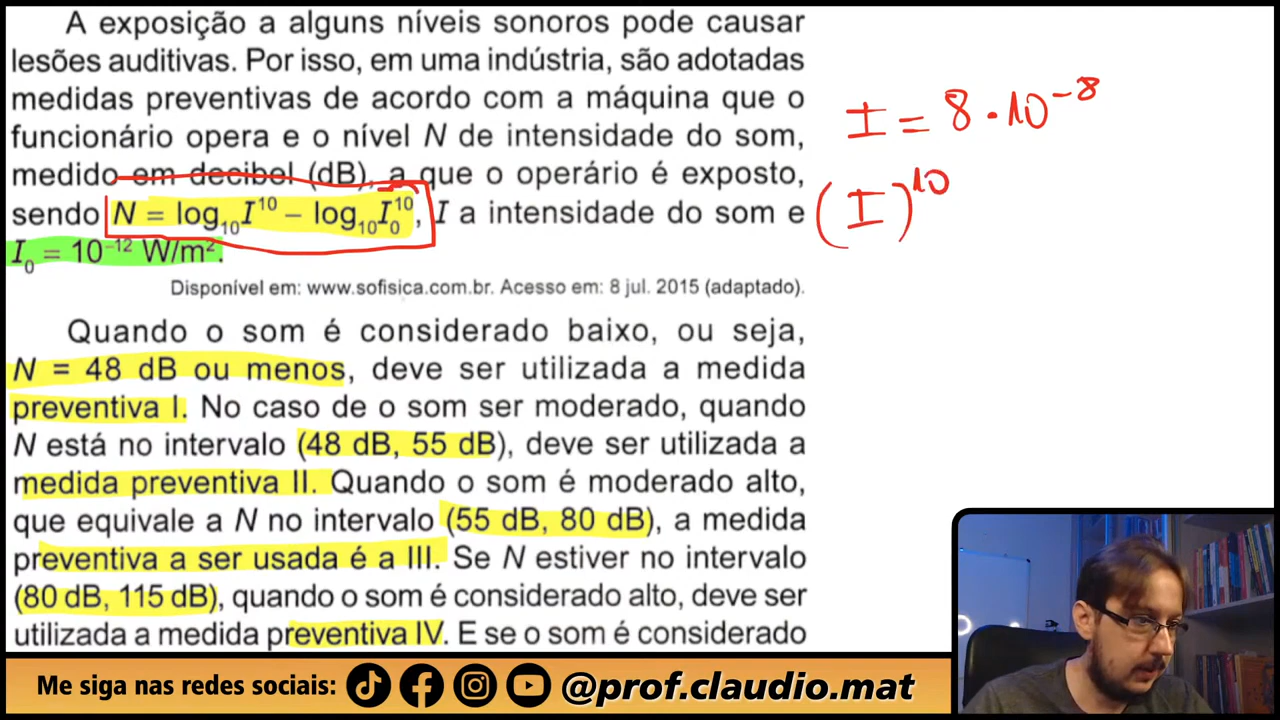 A exposição a alguns níveis sonoros pode causar
lesões auditivas. Por isso, em uma indústria, são adotadas
medidas preventivas de acordo com a máquina que o
funcionário opera e o nível N de intensidade do som,
medido em decibel (dB), a que o operário é exposto,
sendo N = log₁₀I¹⁰ – log₁₀I₀¹⁰, I a intensidade do som e
I₀ = 10⁻¹² W/m².
Disponível em: www.sofisica.com.br. Acesso em: 8 jul. 2015 (adaptado).
Quando o som é considerado baixo, ou seja,
N = 48 dB ou menos, deve ser utilizada a medida
preventiva I. No caso de o som ser moderado, quando
N está no intervalo (48 dB, 55 dB), deve ser utilizada a
medida preventiva II. Quando o som é moderado alto,
que equivale a N no intervalo (55 dB, 80 dB), a medida
preventiva a ser usada é a III. Se N estiver no intervalo
(80 dB, 115 dB), quando o som é considerado alto, deve ser
utilizada a medida preventiva IV. E se o som é considerado
I = 8 · 10⁻⁸
(I)¹⁰
Me siga nas redes sociais: @prof.claudio.mat